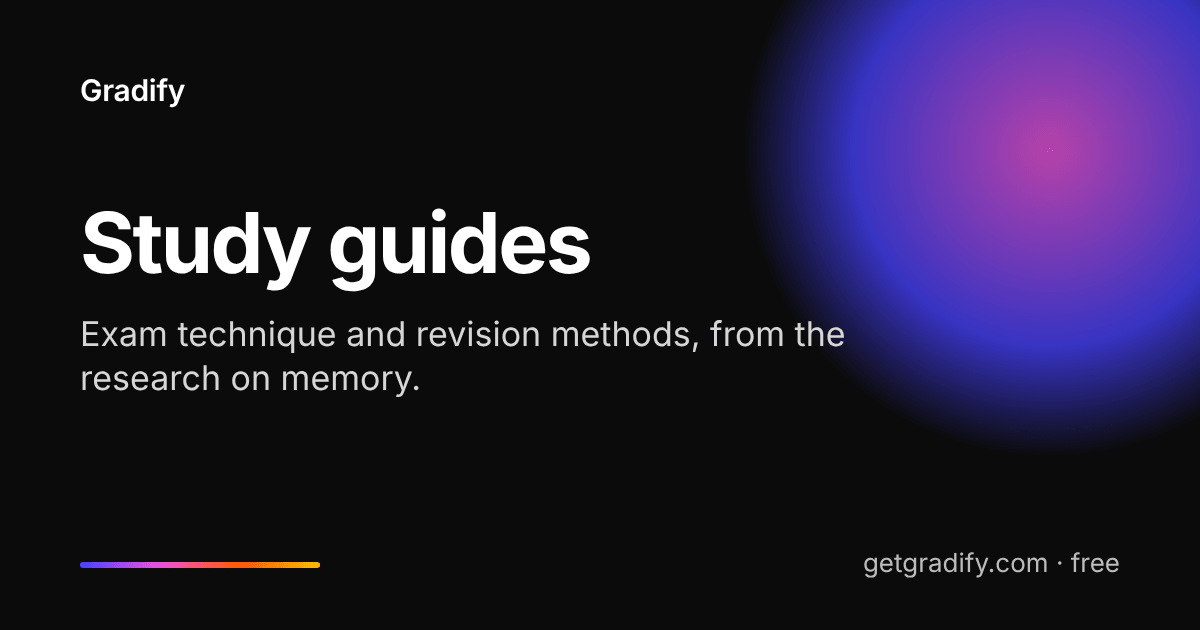 Gradify
Study guides
Exam technique and revision methods, from the
research on memory.
getgradify.com · free